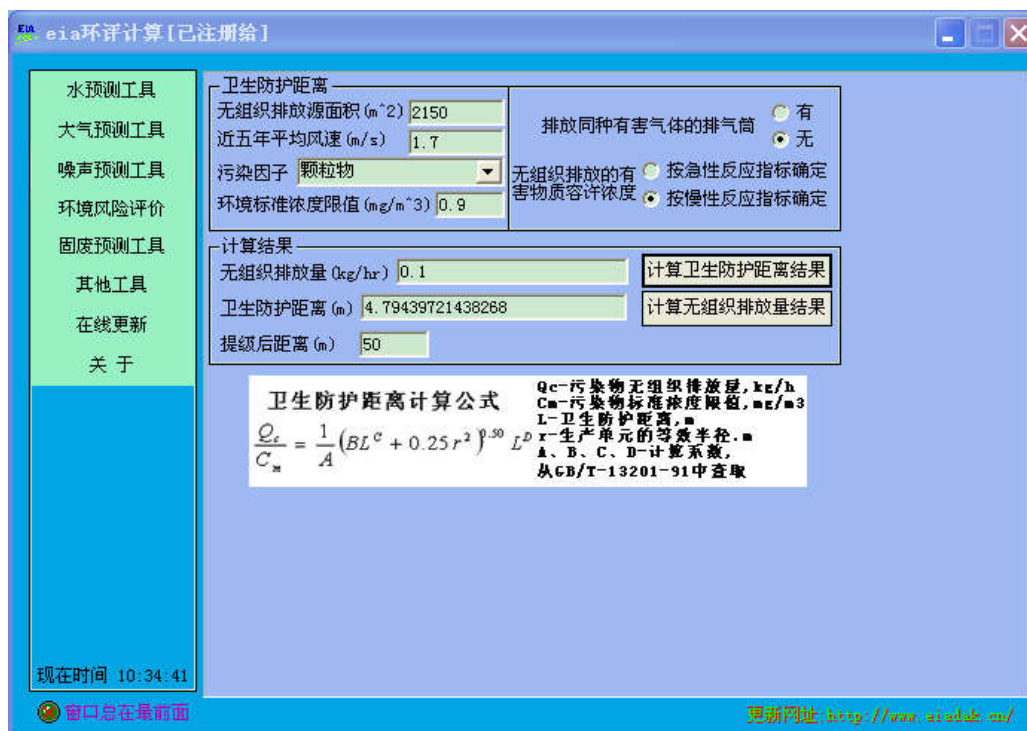 eia环评计算[已注册给]
水预测工具
大气预测工具
噪声预测工具
环境风险评价
固废预测工具
其他工具
在线更新
关 于
现在时间 10:34:41
窗口总在最前面
卫生防护距离
无组织排放源面积(m^2) 2150
近五年平均风速(m/s) 1.7
污染因子 颗粒物
环境标准浓度限值(mg/m^3) 0.9
排放同种有害气体的排气筒
有
无
无组织排放的有
害物质容许浓度
按急性反应指标确定
按慢性反应指标确定
计算结果
无组织排放量(kg/hr) 0.1
计算卫生防护距离结果
卫生防护距离(m) 4.79439721438268
计算无组织排放量结果
提级后距离(m) 50
卫生防护距离计算公式
Q_c/C_m = 1/A (BL^C + 0.25r^2)^0.50 L^D
Qc-污染物无组织排放量,kg/h
Cm-污染物标准浓度限值,mg/m3
L-卫生防护距离,m
r-生产单元的等效半径.m
A、B、C、D-计算系数,
从GB/T-13201-91中查取
更新网址:http://www.eiadak.cn/